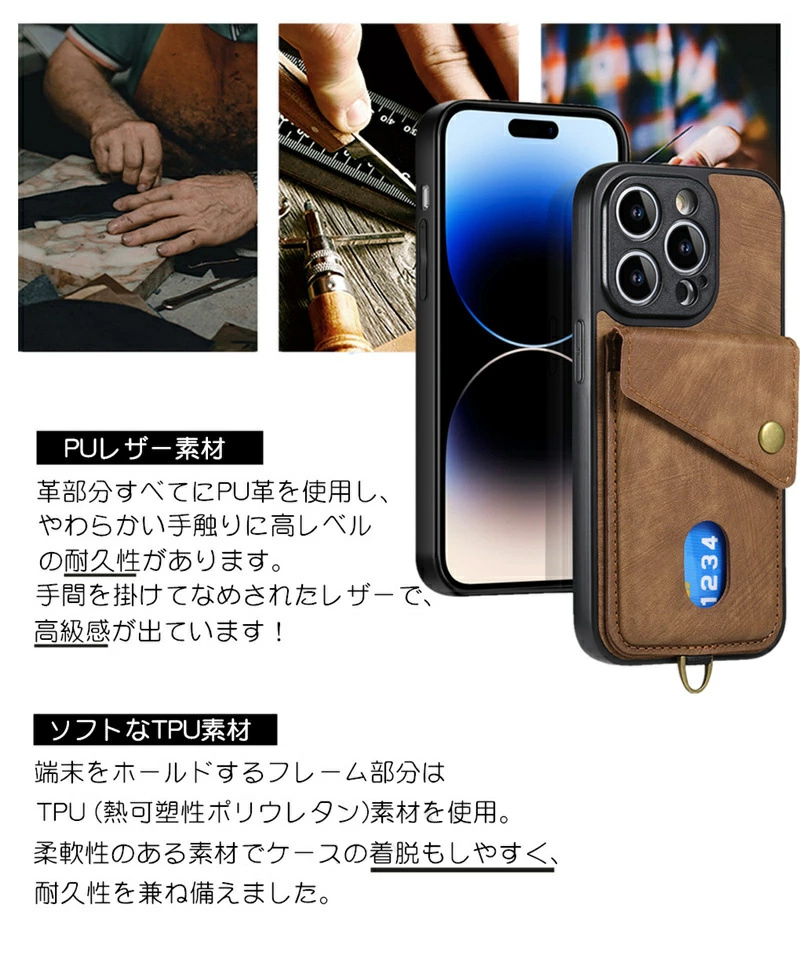 PUレザー素材
革部分すべてにPU革を使用し、
やわらかい手触りに高レベル
の耐久性があります。
手間を掛けてなめされたレザーで、
高級感が出ています！
1234
ソフトなTPU素材
端末をホールドするフレーム部分は
TPU（熱可塑性ポリウレタン)素材を使用。
柔軟性のある素材でケースの着脱もしやすく、
耐久性を兼ね備えました。